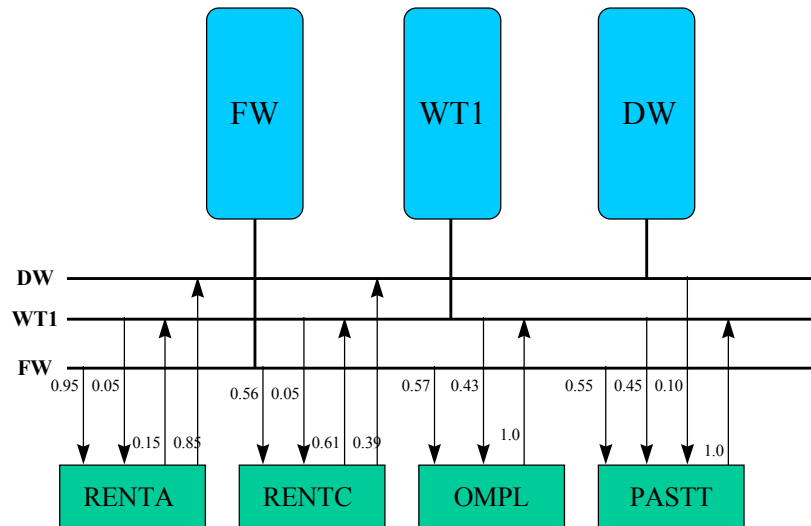 FW WT1 DW
DW
WT1
FW
0.95 0.05 0.56 0.05 0.57 0.43 0.55 0.45 0.10
0.15 0.85 0.61 0.39 1.0 1.0
RENTA RENTC OMPL PASTT